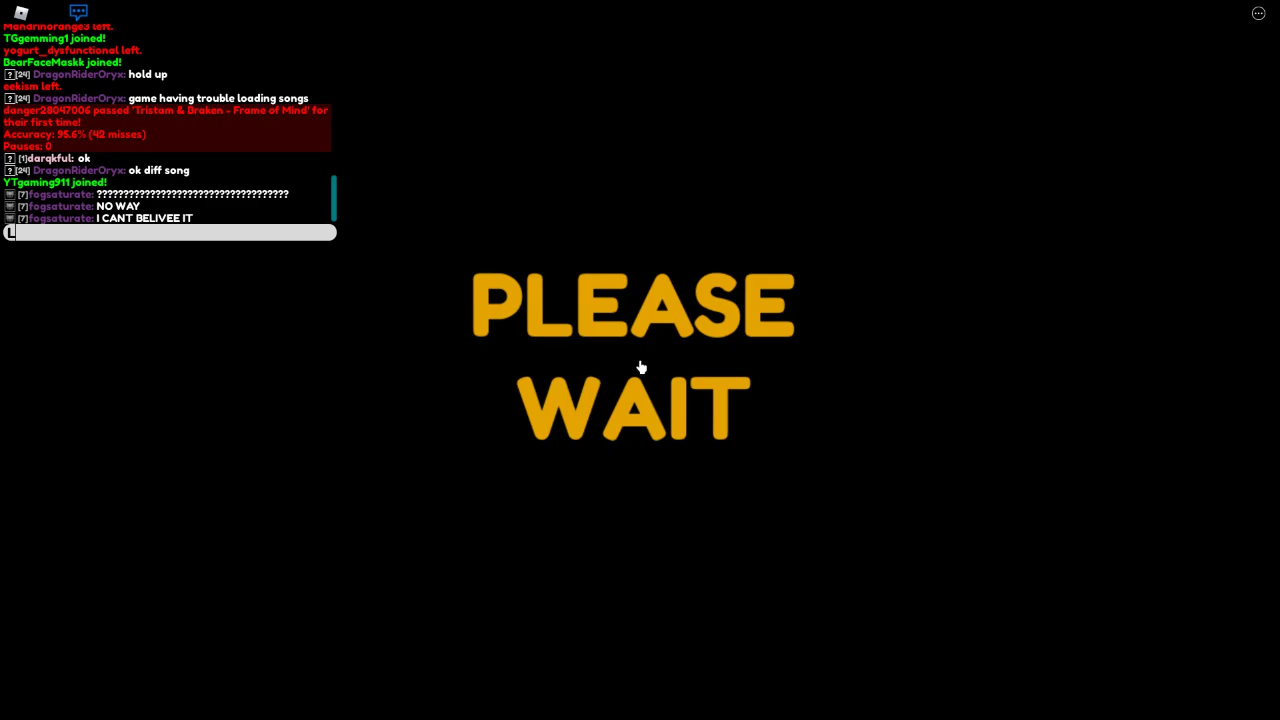 Mandrinorange3 left.
TGgemming1 joined!
yogurt_dysfunctional left.
BearFaceMaskk joined!
?[24] DragonRiderOryx: hold up
eekism left.
?[24] DragonRiderOryx: game having trouble loading songs
danger28047006 passed 'Tristam & Braken - Frame of Mind' for
their first time!
Accuracy: 95.6% (42 misses)
Pauses: 0
? [1]darqkful: ok
?[24] DragonRiderOryx: ok diff song
YTgaming911 joined!
[7]fogsaturate: ????????????????????????????????????
[7]fogsaturate: NO WAY
[7]fogsaturate: I CANT BELIVEE IT
L
PLEASE
WAIT